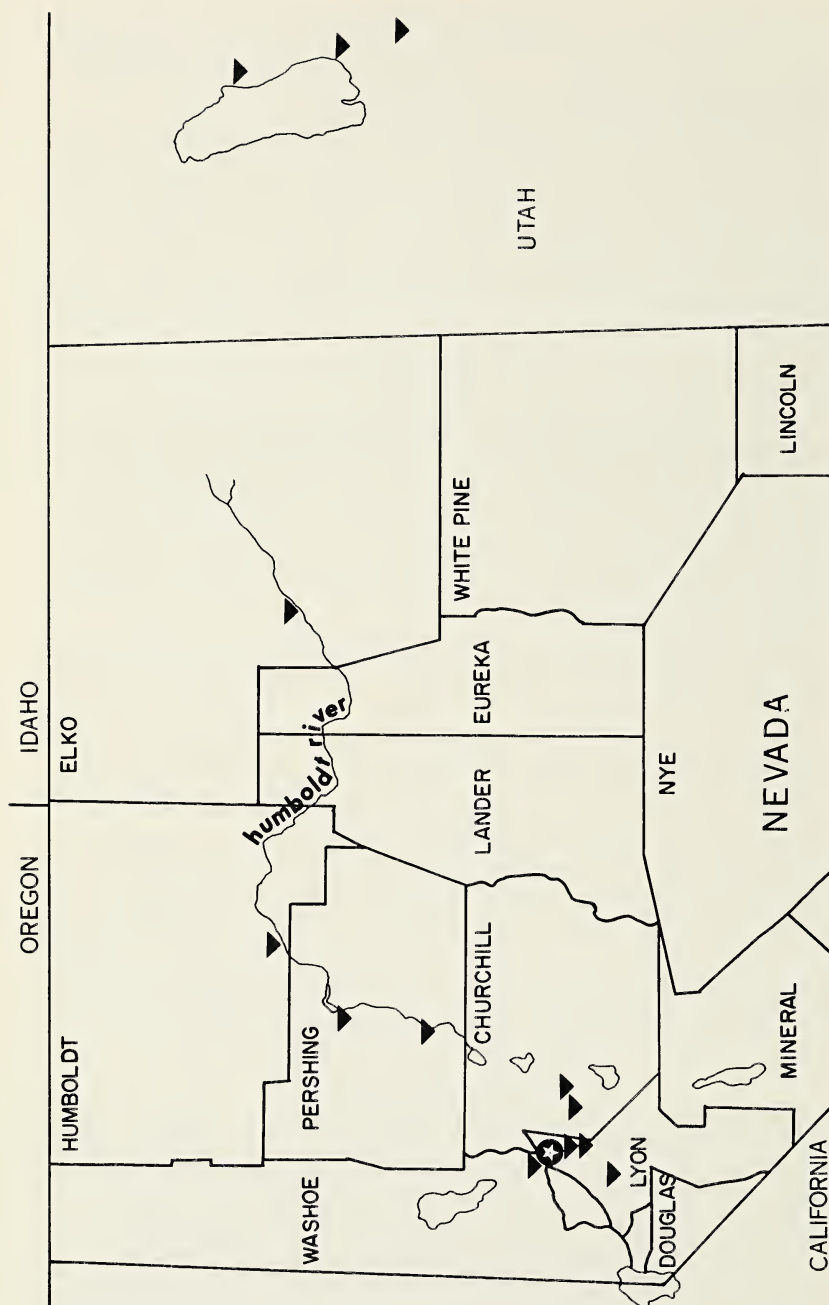 OREGON
IDAHO
HUMBOLDT
ELKO
WASHOE
PERSHING
humboldt river
CHURCHILL
LANDER
EUREKA
WHITE PINE
UTAH
LYON
DOUGLAS
MINERAL
NYE
LINCOLN
NEVADA
CALIFORNIA